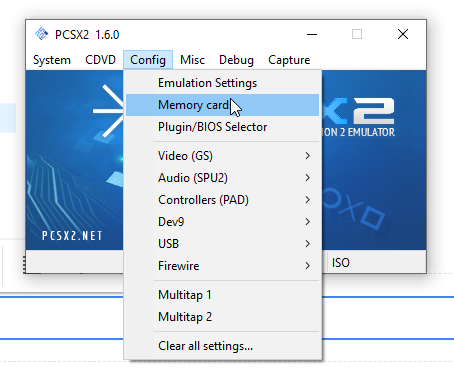 PCSX2 1.6.0
System CDVD Config Misc Debug Capture
Emulation Settings
Memory cards
Plugin/BIOS Selector
Video (GS)
Audio (SPU2)
Controllers (PAD)
Dev9
USB
Firewire
Multitap 1
Multitap 2
Clear all settings...
2
ION 2 EMULATOR
PCSX2.NET
ISO